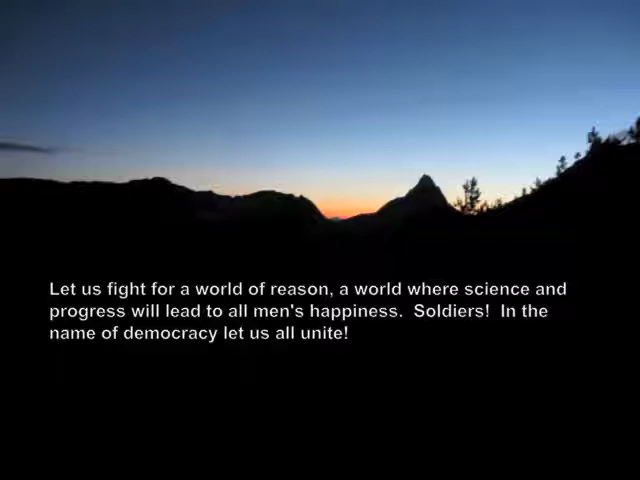 Let us fight for a world of reason, a world where science and
progress will lead to all men's happiness.  Soldiers!  In the
name of democracy let us all unite!